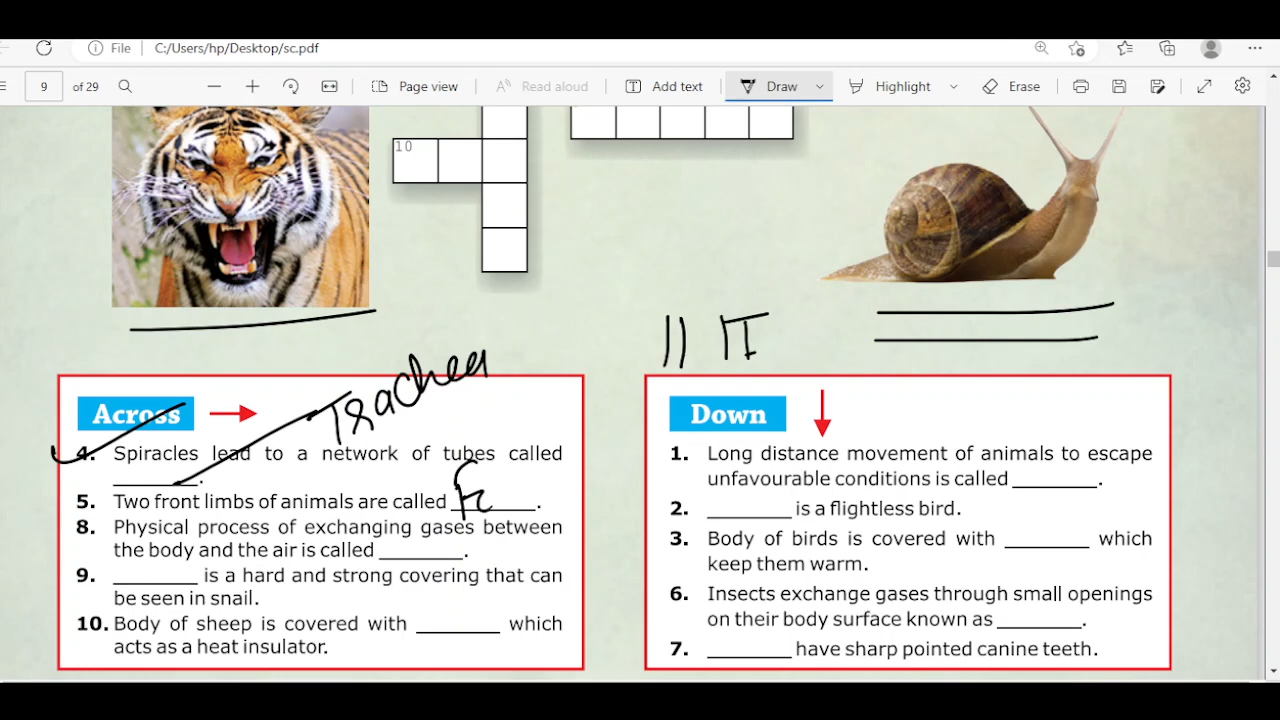 File C:/Users/hp/Desktop/sc.pdf
9 of 29 Page view Read aloud Add text Draw Highlight Erase
10
Trachea
Across
4. Spiracles lead to a network of tubes called
________.
5. Two front limbs of animals are called ________.
8. Physical process of exchanging gases between
the body and the air is called ________.
9. ________ is a hard and strong covering that can
be seen in snail.
10. Body of sheep is covered with ________ which
acts as a heat insulator.
Down
1. Long distance movement of animals to escape
unfavourable conditions is called ________.
2. ________ is a flightless bird.
3. Body of birds is covered with ________ which
keep them warm.
6. Insects exchange gases through small openings
on their body surface known as ________.
7. ________ have sharp pointed canine teeth.